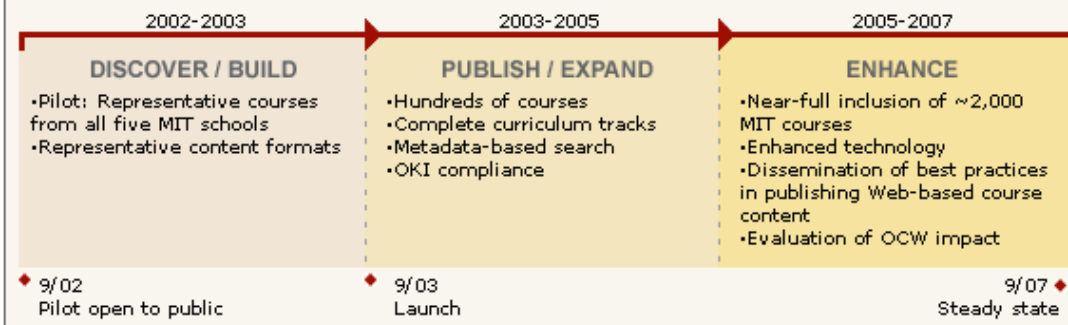 2002-2003
DISCOVER / BUILD
•Pilot: Representative courses
from all five MIT schools
•Representative content formats
2003-2005
PUBLISH / EXPAND
•Hundreds of courses
•Complete curriculum tracks
•Metadata-based search
•OKI compliance
2005-2007
ENHANCE
•Near-full inclusion of ~2,000
MIT courses
•Enhanced technology
•Dissemination of best practices
in publishing Web-based course
content
•Evaluation of OCW impact
9/02
Pilot open to public
9/03
Launch
9/07
Steady state